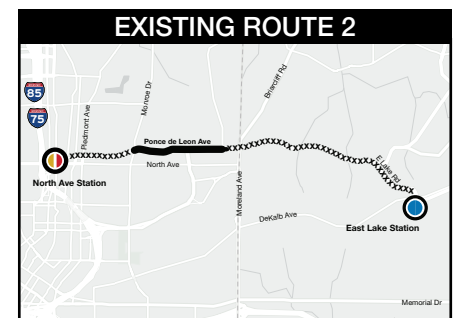 EXISTING ROUTE 2
85
75
Piedmont Ave
Monroe Dr
Briarcliff Rd
Ponce de Leon Ave
North Ave
North Ave Station
Moreland Ave
E Lake Rd
DeKalb Ave
East Lake Station
Memorial Dr